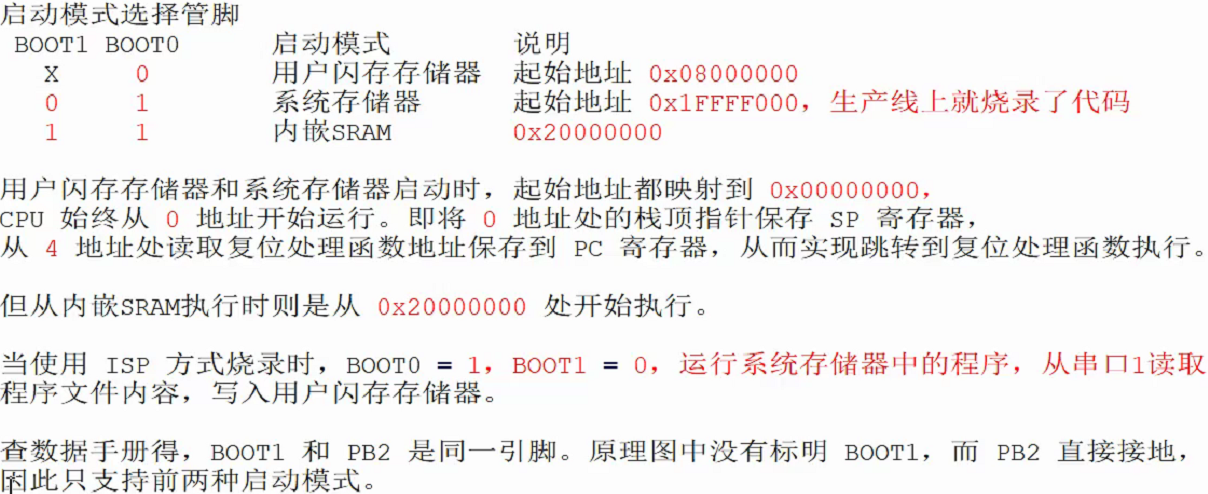 启动模式选择管脚
BOOT1 BOOT0 启动模式 说明
X 0 用户闪存存储器 起始地址 0x08000000
0 1 系统存储器 起始地址 0x1FFFF000，生产线上就烧录了代码
1 1 内嵌SRAM 0x20000000
用户闪存存储器和系统存储器启动时，起始地址都映射到 0x00000000，
CPU 始终从 0 地址开始运行。即将 0 地址处的栈顶指针保存 SP 寄存器，
从 4 地址处读取复位处理函数地址保存到 PC 寄存器，从而实现跳转到复位处理函数执行。
但从内嵌SRAM执行时则是从 0x20000000 处开始执行。
当使用 ISP 方式烧录时，BOOT0 = 1，BOOT1 = 0，运行系统存储器中的程序，从串口1读取
程序文件内容，写入用户闪存存储器。
查数据手册得，BOOT1 和 PB2 是同一引脚。原理图中没有标明 BOOT1，而 PB2 直接接地，
因此只支持前两种启动模式。